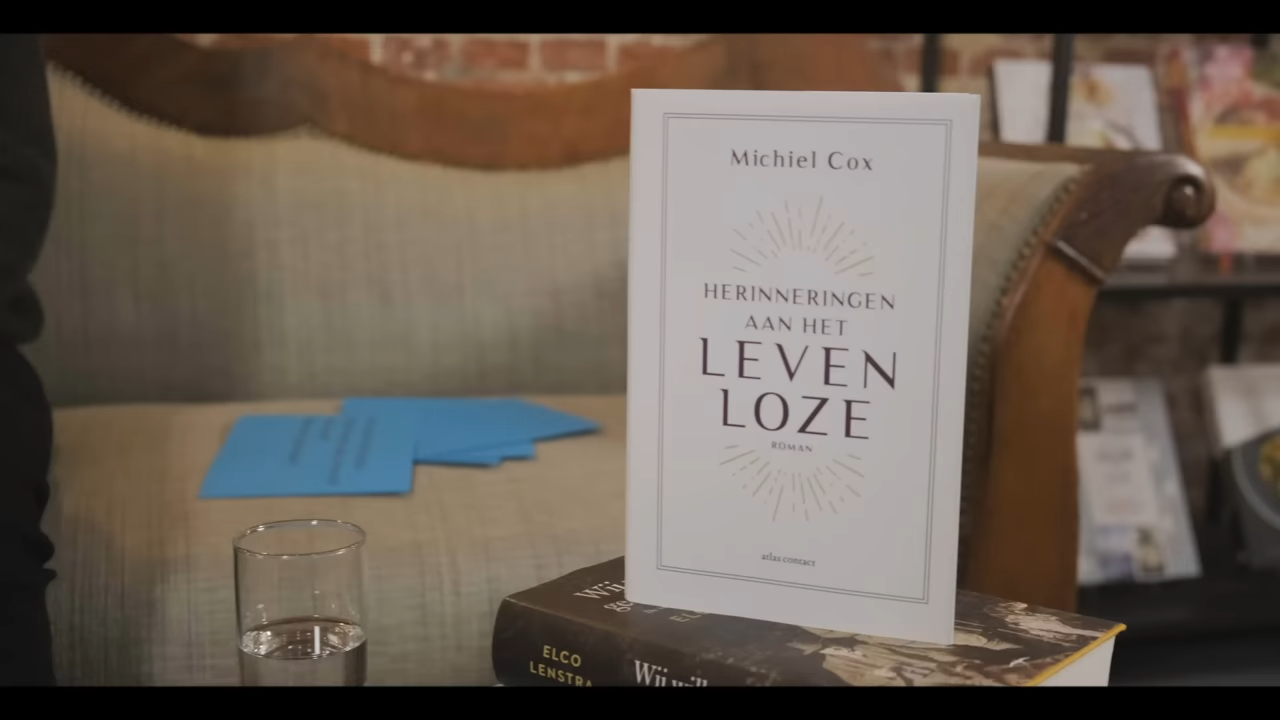 Michiel Cox
HERINNERINGEN
AAN HET
LEVEN
LOZE
ROMAN
atlas contact
ELCO
LENSTRA